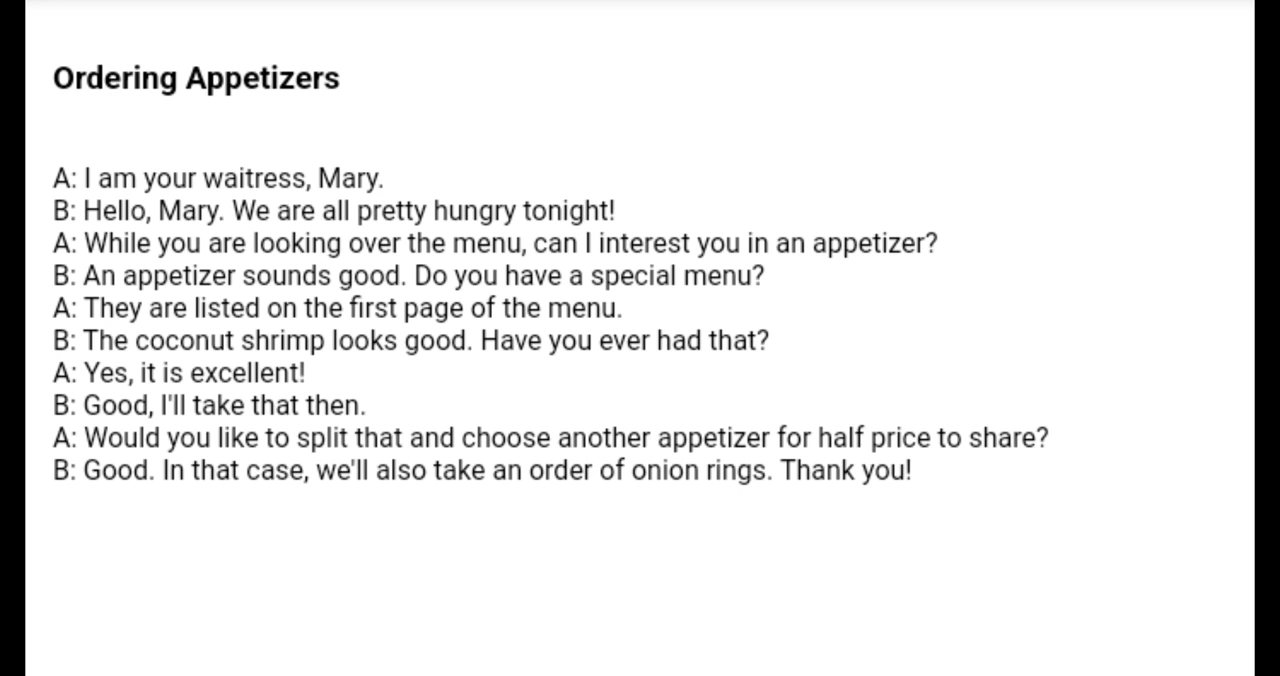 Ordering Appetizers
A: I am your waitress, Mary.
B: Hello, Mary. We are all pretty hungry tonight!
A: While you are looking over the menu, can I interest you in an appetizer?
B: An appetizer sounds good. Do you have a special menu?
A: They are listed on the first page of the menu.
B: The coconut shrimp looks good. Have you ever had that?
A: Yes, it is excellent!
B: Good, I'll take that then.
A: Would you like to split that and choose another appetizer for half price to share?
B: Good. In that case, we'll also take an order of onion rings. Thank you!